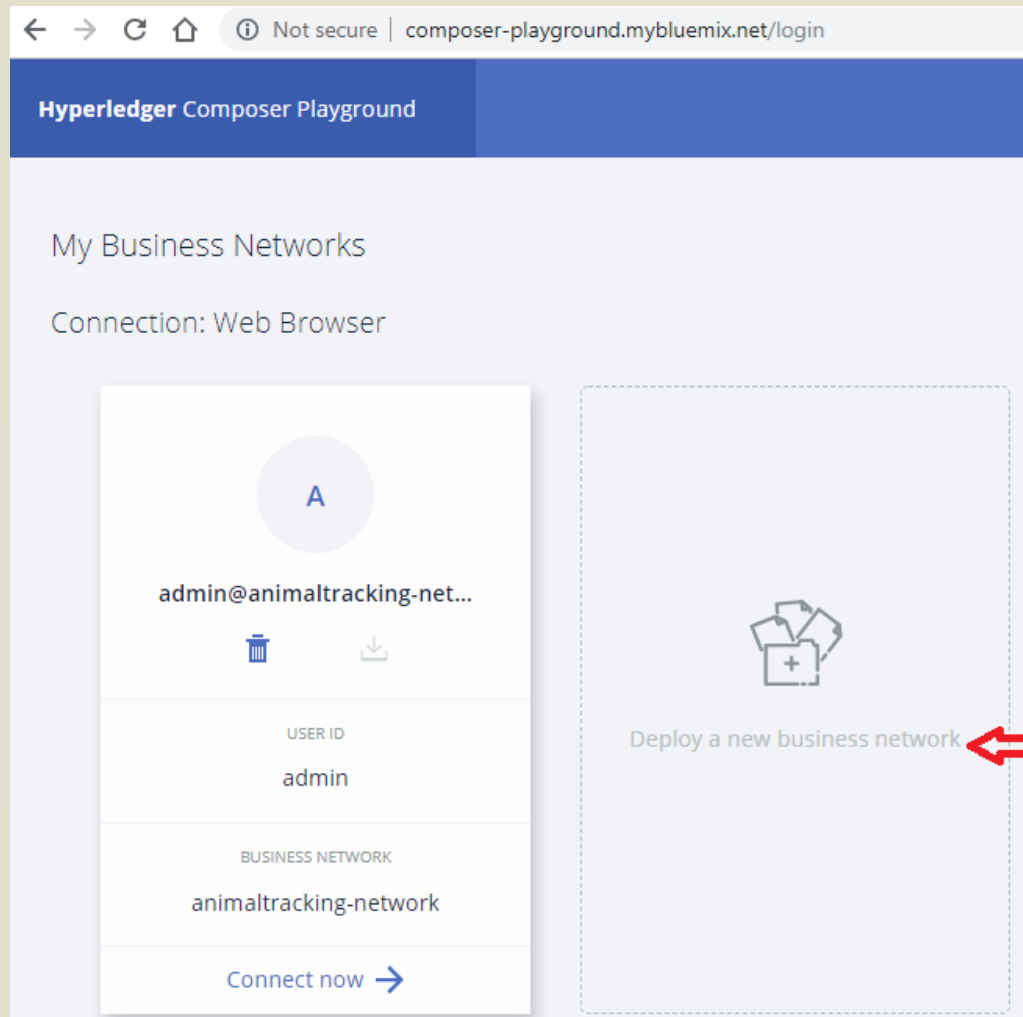 Not secure | composer-playground.mybluemix.net/login
Hyperledger Composer Playground
My Business Networks
Connection: Web Browser
A
admin@animaltracking-net...
USER ID
admin
BUSINESS NETWORK
animaltracking-network
Connect now
Deploy a new business network